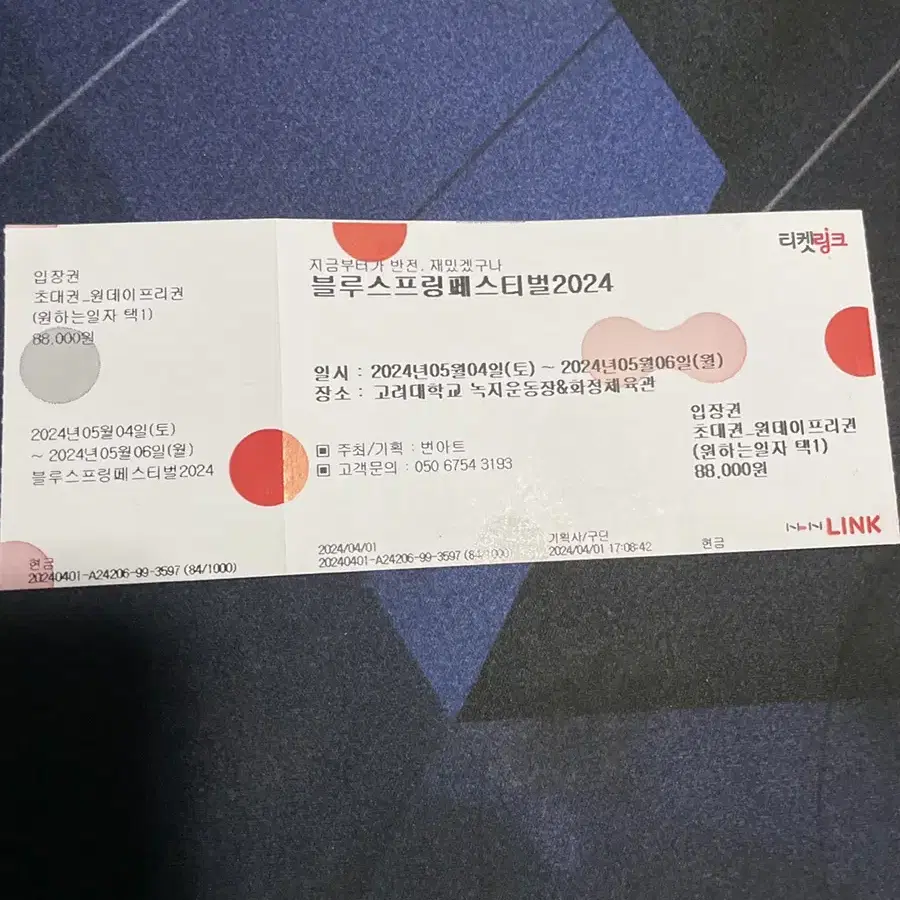 입장권
초대권_원데이프리권
(원하는일자 택1)
88,000원
2024년05월04일(토)
~ 2024년05월06일(월)
블루스프링페스티벌2024
현금
20240401-A24206-99-3597 (84/1000)
티켓링크
지금부터가 반전. 재밌겠구나
블루스프링페스티벌2024
일시 : 2024년05월04일(토) ~ 2024년05월06일(월)
장소 : 고려대학교 녹지운동장&화정체육관
▣ 주최/기획 : 번아트
▣ 고객문의 : 050 6754 3193
입장권
초대권_원데이프리권
(원하는일자 택1)
88,000원
NHN LINK
2024/04/01
20240401-A24206-99-3597 (84/1000)
기획사/구단
2024/04/01 17:08:42
현금